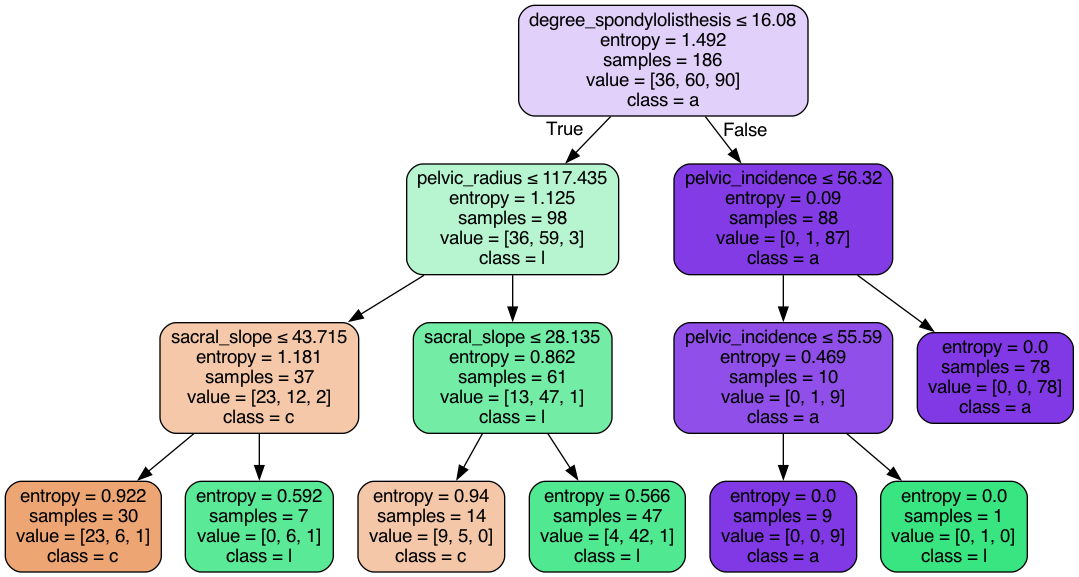 degree_spondylolisthesis ≤ 16.08
entropy = 1.492
samples = 186
value = [36, 60, 90]
class = a
True
False
pelvic_radius ≤ 117.435
entropy = 1.125
samples = 98
value = [36, 59, 3]
class = l
pelvic_incidence ≤ 56.32
entropy = 0.09
samples = 88
value = [0, 1, 87]
class = a
sacral_slope ≤ 43.715
entropy = 1.181
samples = 37
value = [23, 12, 2]
class = c
sacral_slope ≤ 28.135
entropy = 0.862
samples = 61
value = [13, 47, 1]
class = l
pelvic_incidence ≤ 55.59
entropy = 0.469
samples = 10
value = [0, 1, 9]
class = a
entropy = 0.0
samples = 78
value = [0, 0, 78]
class = a
entropy = 0.922
samples = 30
value = [23, 6, 1]
class = c
entropy = 0.592
samples = 7
value = [0, 6, 1]
class = l
entropy = 0.94
samples = 14
value = [9, 5, 0]
class = c
entropy = 0.566
samples = 47
value = [4, 42, 1]
class = l
entropy = 0.0
samples = 9
value = [0, 0, 9]
class = a
entropy = 0.0
samples = 1
value = [0, 1, 0]
class = l